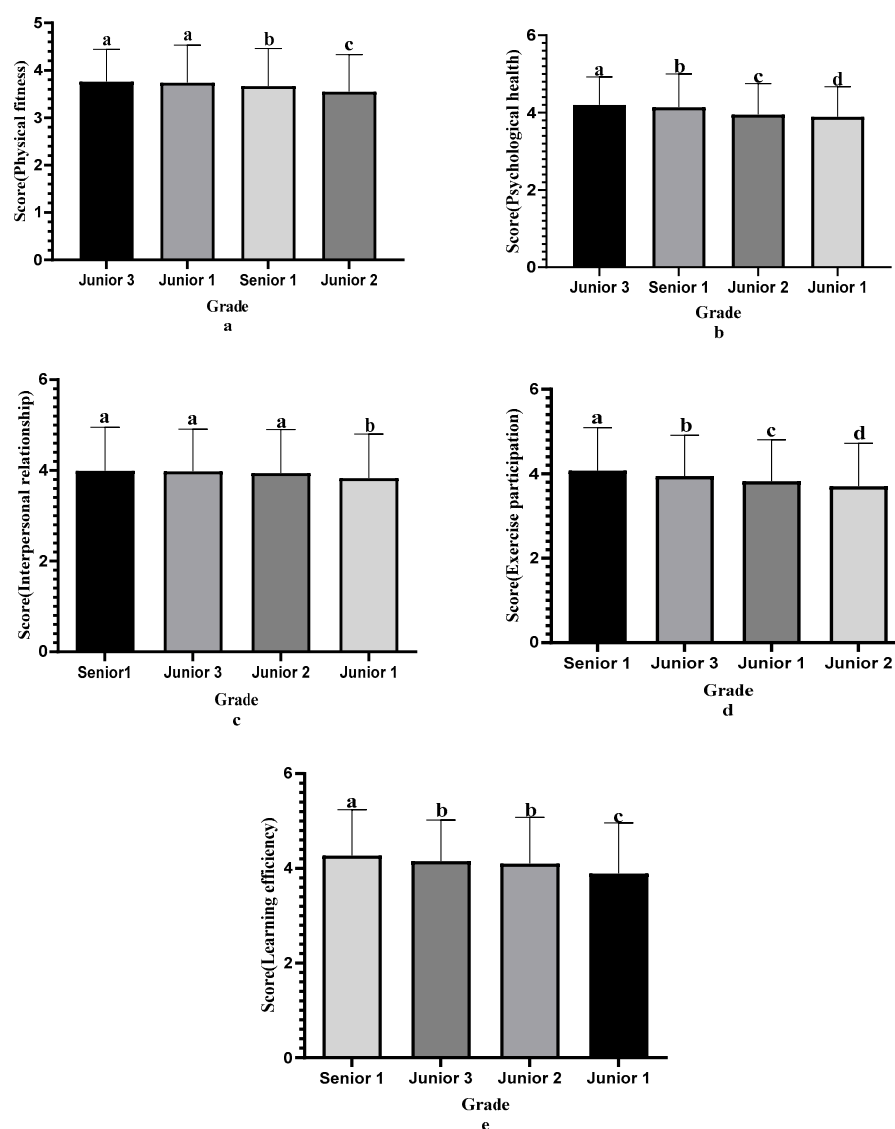 Score(Physical fitness)
5
4
3
2
1
0
a
a
b
c
Junior 3
Junior 1
Senior 1
Junior 2
Grade
a
Score(Psychological health)
6
4
2
0
a
b
c
d
Junior 3
Senior 1
Junior 2
Junior 1
Grade
b
Score(Interpersonal relationship)
6
4
2
0
a
a
a
b
Senior1
Junior 3
Junior 2
Junior 1
Grade
c
Score(Exercise participation)
6
4
2
0
a
b
c
d
Senior 1
Junior 3
Junior 1
Junior 2
Grade
d
Score(Learning efficiency)
6
4
2
0
a
b
b
c
Senior 1
Junior 3
Junior 2
Junior 1
Grade
e